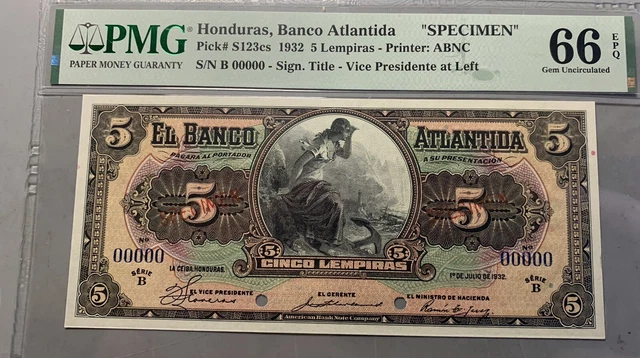 PMG
PAPER MONEY GUARANTY
Honduras, Banco Atlantida "SPECIMEN"
Pick# S123cs 1932 5 Lempiras - Printer: ABNC
S/N B 00000 - Sign. Title - Vice Presidente at Left
66 EPQ
Gem Uncirculated
5 EL BANCO ATLANTIDA 5
PAGARA AL PORTADOR A SU PRESENTACION
5 5
No 00000 No 00000
5 5
SERIE B LA CEIBA, HONDURAS, CINCO LEMPIRAS 1º DE JULIO DE 1932. SERIE B
5 EL VICE PRESIDENTE EL GERENTE EL MINISTRO DE HACIENDA 5
American Bank Note Company